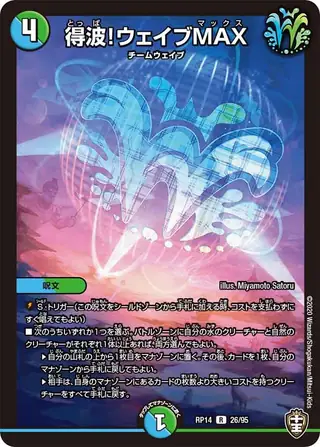 4
とっぱ マックス
得波!ウェイブMAX
チームウェイブ
呪文
illus. Miyamoto Satoru
S・トリガー(この呪文をシールドゾーンから手札に加える時、コストを支払わずにすぐ唱えてもよい)
■次のうちいずれか1つを選ぶ。バトルゾーンに自分の水のクリーチャーと自然のクリーチャーがそれぞれ1体以上あれば、両方選んでもよい。
▶自分の山札の上から1枚目をマナゾーンに置く。その後、カードを1枚、自分のマナゾーンから手札に戻してもよい。
▶相手は、自身のマナゾーンにあるカードの枚数より大きいコストを持つクリーチャーをすべて手札に戻す。
1
RP14 R 26/95